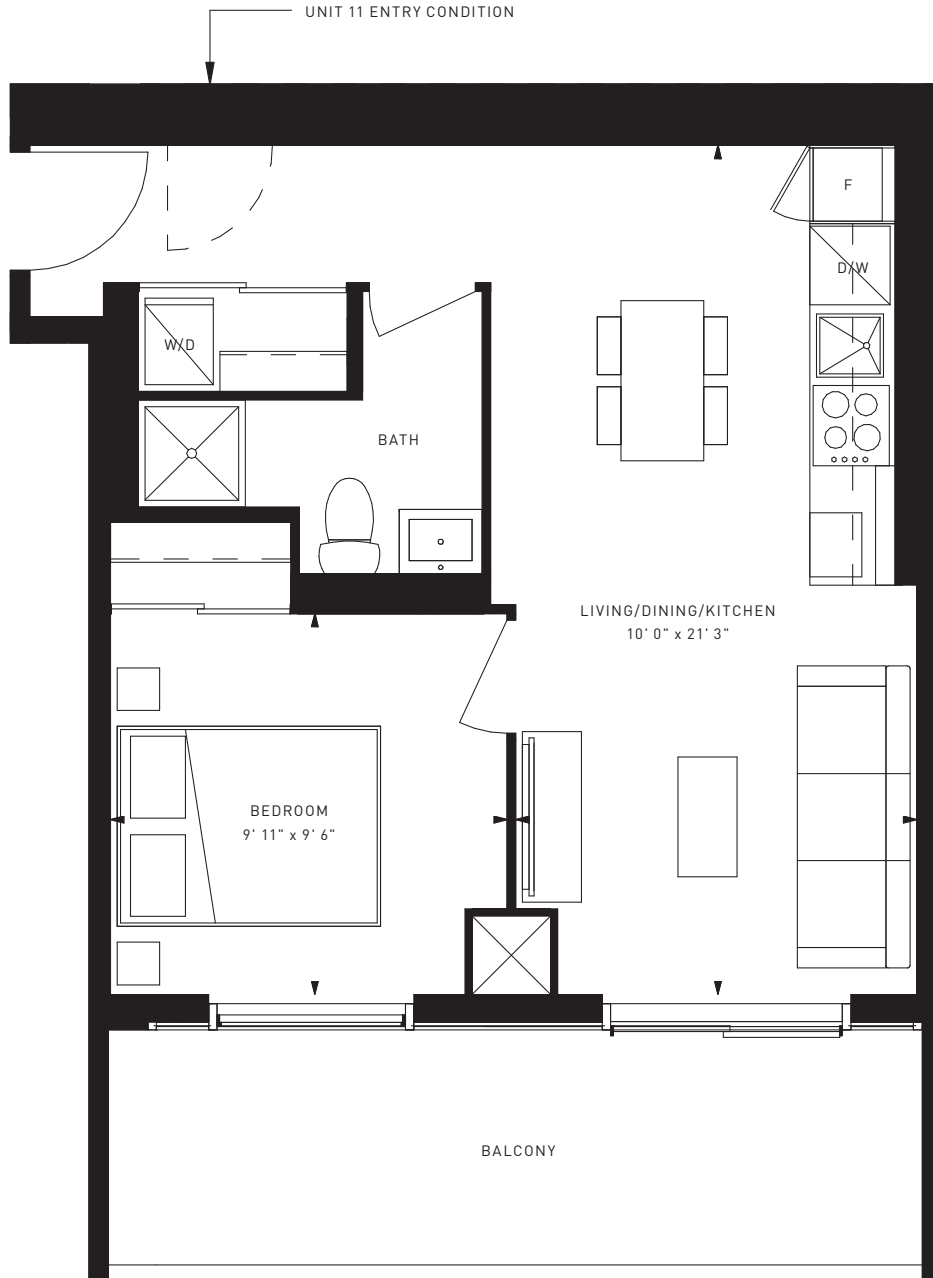 UNIT 11 ENTRY CONDITION
F
D/W
W/D
BATH
LIVING/DINING/KITCHEN
10' 0" x 21' 3"
BEDROOM
9' 11" x 9' 6"
BALCONY